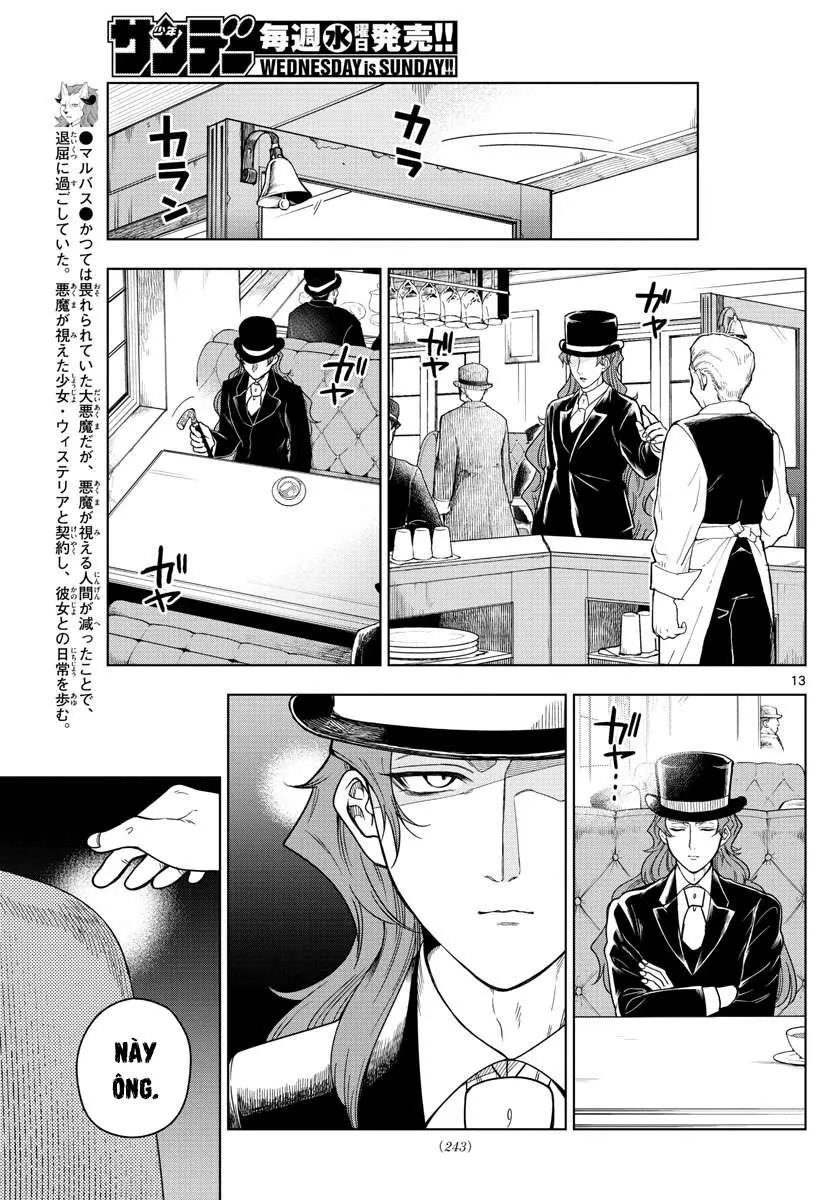 少年サンデー 毎週水曜日発売!!
WEDNESDAY is SUNDAY!!
●マルバス●かつては畏れられていた大悪魔だが、悪魔が視える人間が減ったことで、
退屈に過ごしていた。悪魔が視えた少女・ウィステリアと契約し、彼女との日常を歩む。
カラン
カラ
ガヤ
ガヤ
ガヤ
13
ガヤ…
NÀY
ÔNG.
9
9
(243)